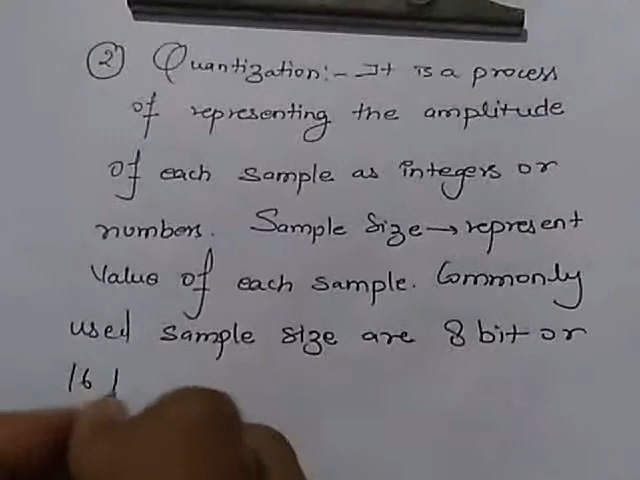 ② Quantization:- It is a process
of representing the amplitude
of each sample as integers or
numbers. Sample Size → represent
Value of each sample. Commonly
used sample size are 8 bit or
16